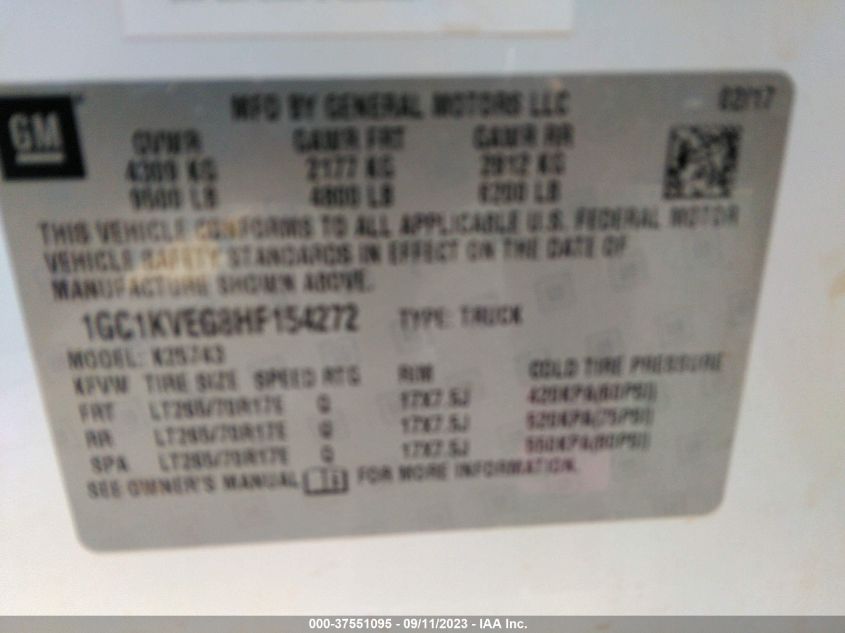 GM
MFD BY GENERAL MOTORS LLC
02/17
GVWR GAWR FRT GAWR RR
4309 KG 2177 KG 2812 KG
9500 LB 4800 LB 6200 LB
THIS VEHICLE CONFORMS TO ALL APPLICABLE U.S. FEDERAL MOTOR
VEHICLE SAFETY STANDARDS IN EFFECT ON THE DATE OF
MANUFACTURE SHOWN ABOVE.
1GC1KVEG8HF154272 TYPE: TRUCK
MODEL: K25743
KFVW TIRE SIZE SPEED RTG RIM COLD TIRE PRESSURE
FRT LT265/70R17E Q 17X7.5J 420KPA(60PSI)
RR LT265/70R17E Q 17X7.5J 520KPA(75PSI)
SPA LT265/70R17E Q 17X7.5J 550KPA(80PSI)
SEE OWNER'S MANUAL FOR MORE INFORMATION.
000-37551095 - 09/11/2023 - IAA Inc.